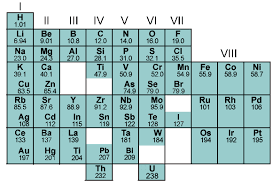 I
II III IV V VI VII
VIII
H
1.01
Li Be B C N O F
6.94 9.01 10.8 12.0 14.0 16.0 19.0
Na Mg Al Si P S Cl
23.0 24.3 27.0 28.1 31.0 32.1 35.5
K Ca Ti V Cr Mn Fe Co Ni
39.1 40.1 47.9 50.9 52.0 54.9 55.9 58.9 58.7
Cu Zn As Se Br
63.5 65.4 74.9 79.0 79.9
Rb Sr Y Zr Nb Mo Ru Rh Pd
85.5 87.6 88.9 91.2 92.9 95.9 101 103 106
Ag Cd In Sn Sb Te I
108 112 115 119 122 128 127
Ce Ba La Ta W Os Ir Pt
133 137 139 181 184 194 192 195
Au Hg Tl Pb Bi
197 201 204 207 209
Th U
232 238